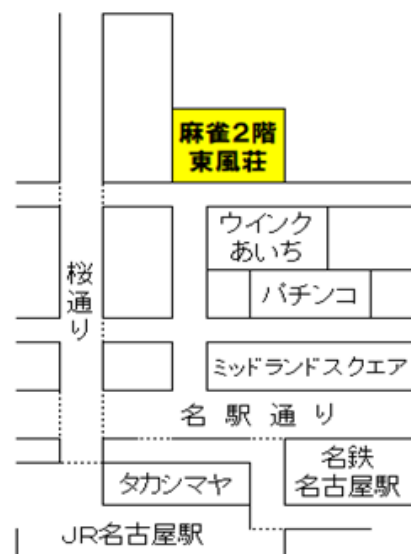 麻雀2階
東風荘
ウインク
あいち
パチンコ
桜通り
ミッドランドスクエア
名駅通り
名鉄
名古屋駅
タカシマヤ
JR名古屋駅